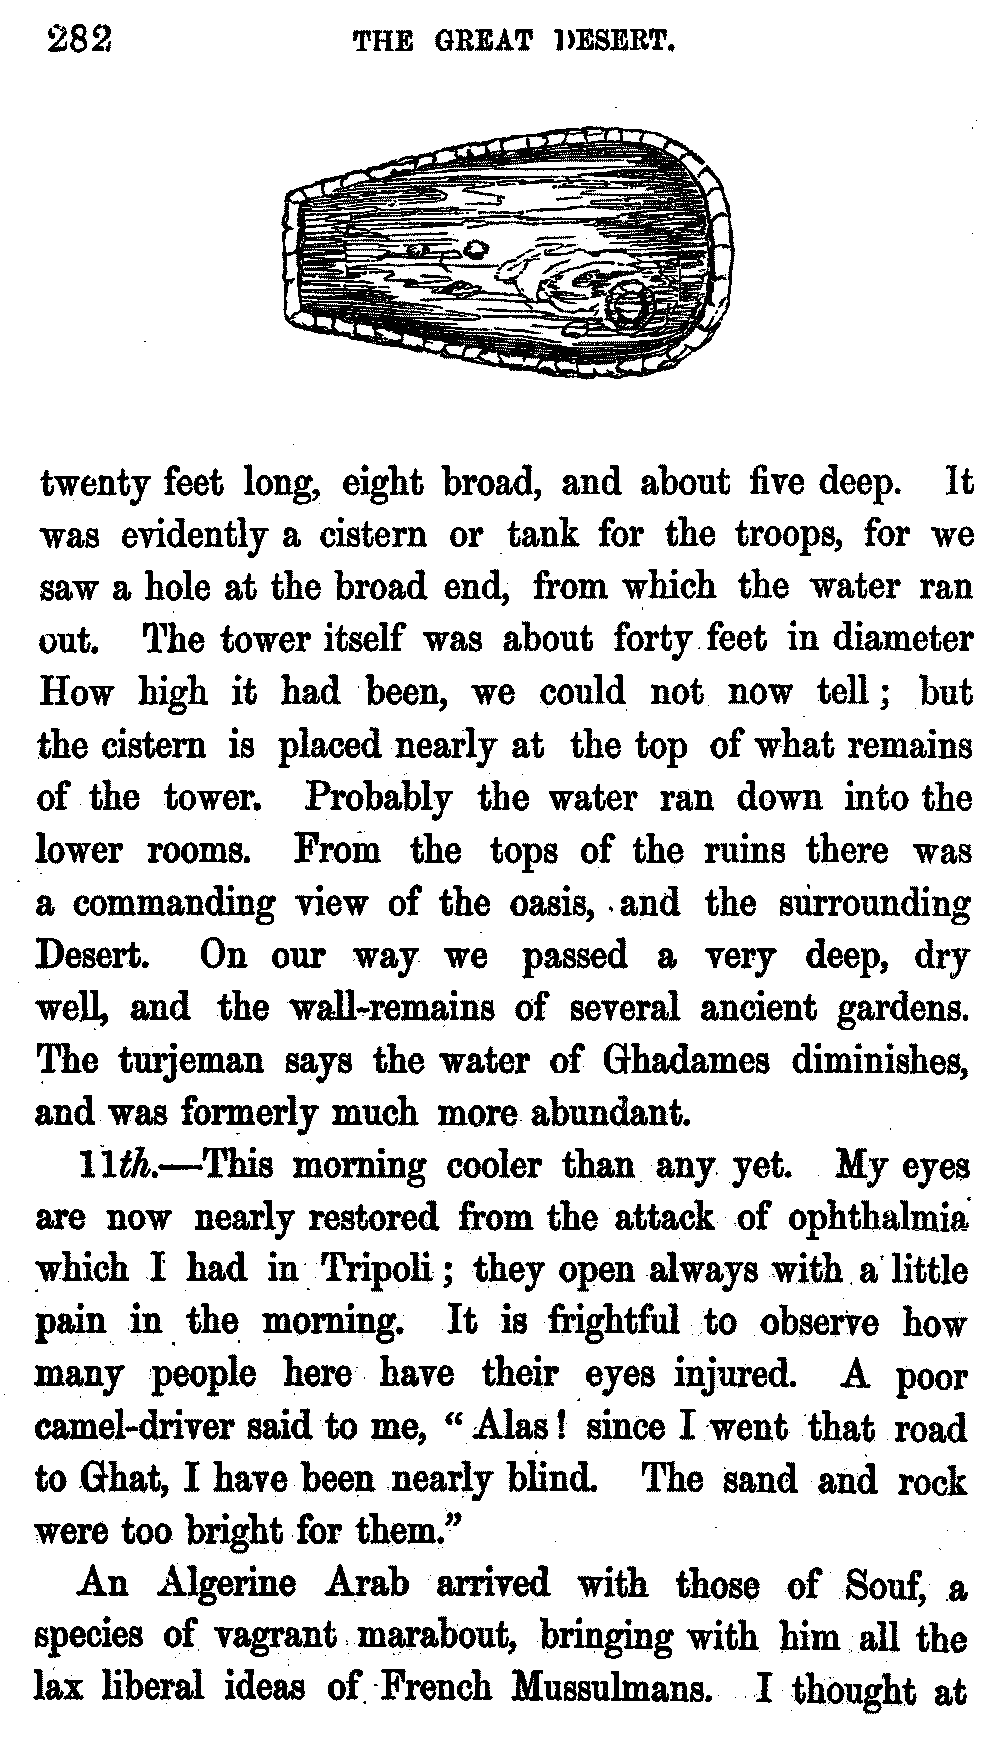 282 THE GREAT DESERT.
twenty feet long, eight broad, and about five deep. It
was evidently a cistern or tank for the troops, for we
saw a hole at the broad end, from which the water ran
out. The tower itself was about forty feet in diameter
How high it had been, we could not now tell; but
the cistern is placed nearly at the top of what remains
of the tower. Probably the water ran down into the
lower rooms. From the tops of the ruins there was
a commanding view of the oasis, and the surrounding
Desert. On our way we passed a very deep, dry
well, and the wall-remains of several ancient gardens.
The turjeman says the water of Ghadames diminishes,
and was formerly much more abundant.
11th.—This morning cooler than any yet. My eyes
are now nearly restored from the attack of ophthalmia
which I had in Tripoli; they open always with a little
pain in the morning. It is frightful to observe how
many people here have their eyes injured. A poor
camel-driver said to me, “Alas! since I went that road
to Ghat, I have been nearly blind. The sand and rock
were too bright for them.”
An Algerine Arab arrived with those of Souf, a
species of vagrant marabout, bringing with him all the
lax liberal ideas of French Mussulmans. I thought at